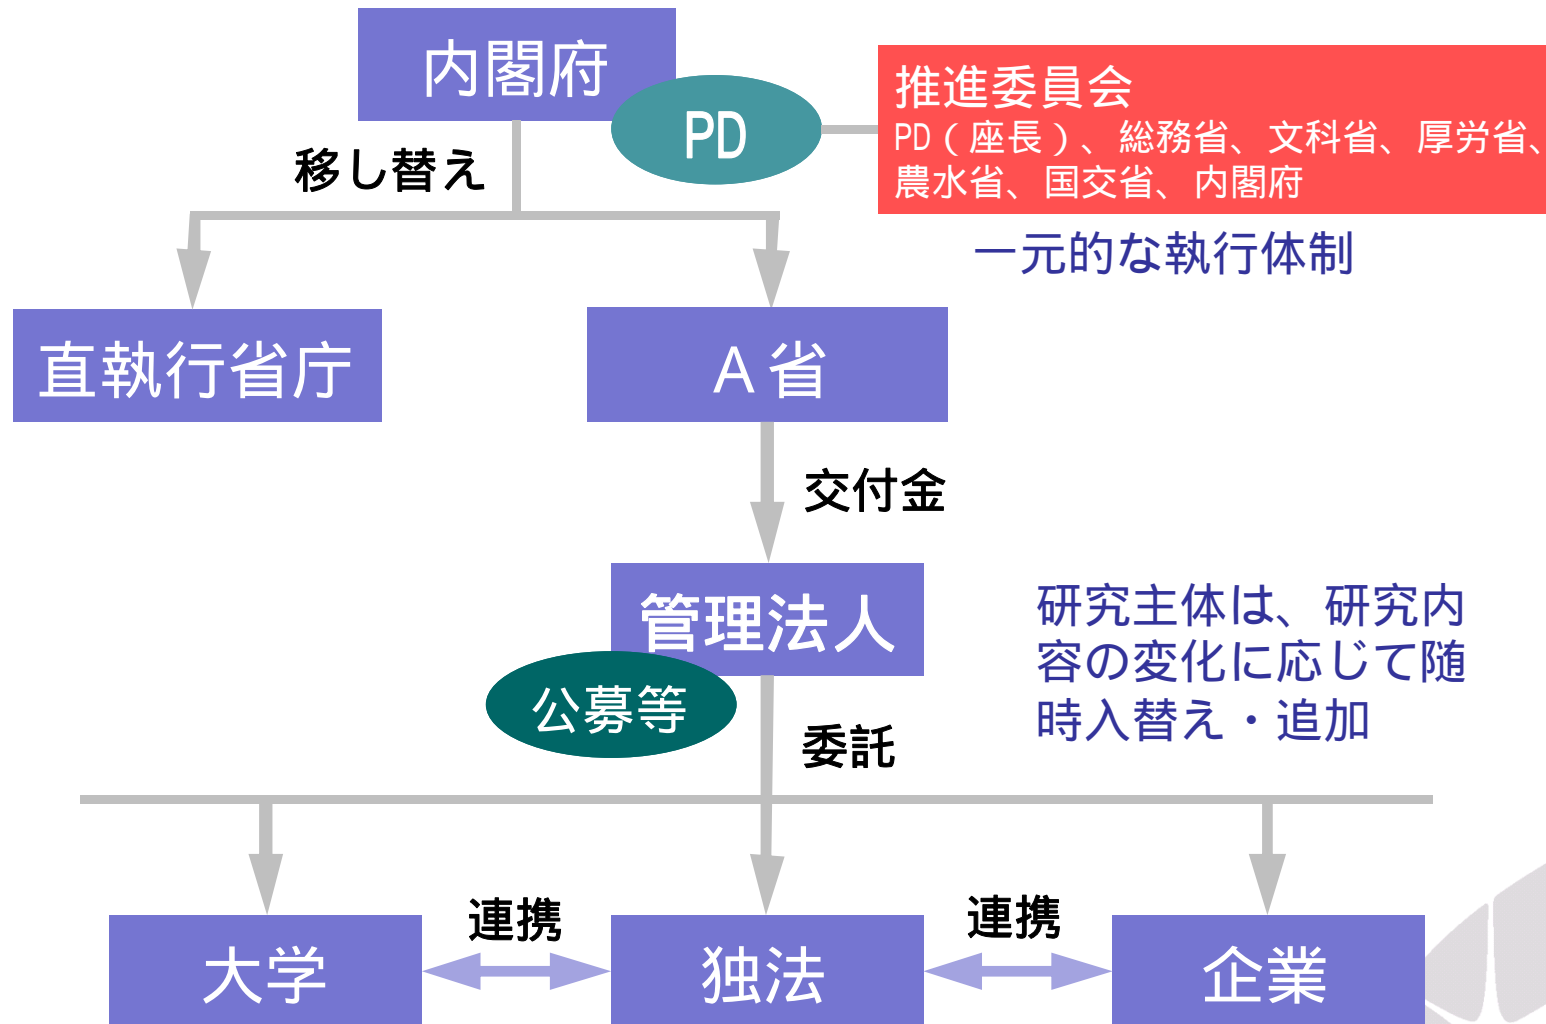 内閣府
PD
推進委員会
PD（座長）、総務省、文科省、厚労省、
農水省、国交省、内閣府
移し替え
一元的な執行体制
直執行省庁
A省
交付金
管理法人
公募等
研究主体は、研究内
容の変化に応じて随
時入替え・追加
委託
連携
連携
大学
独法
企業